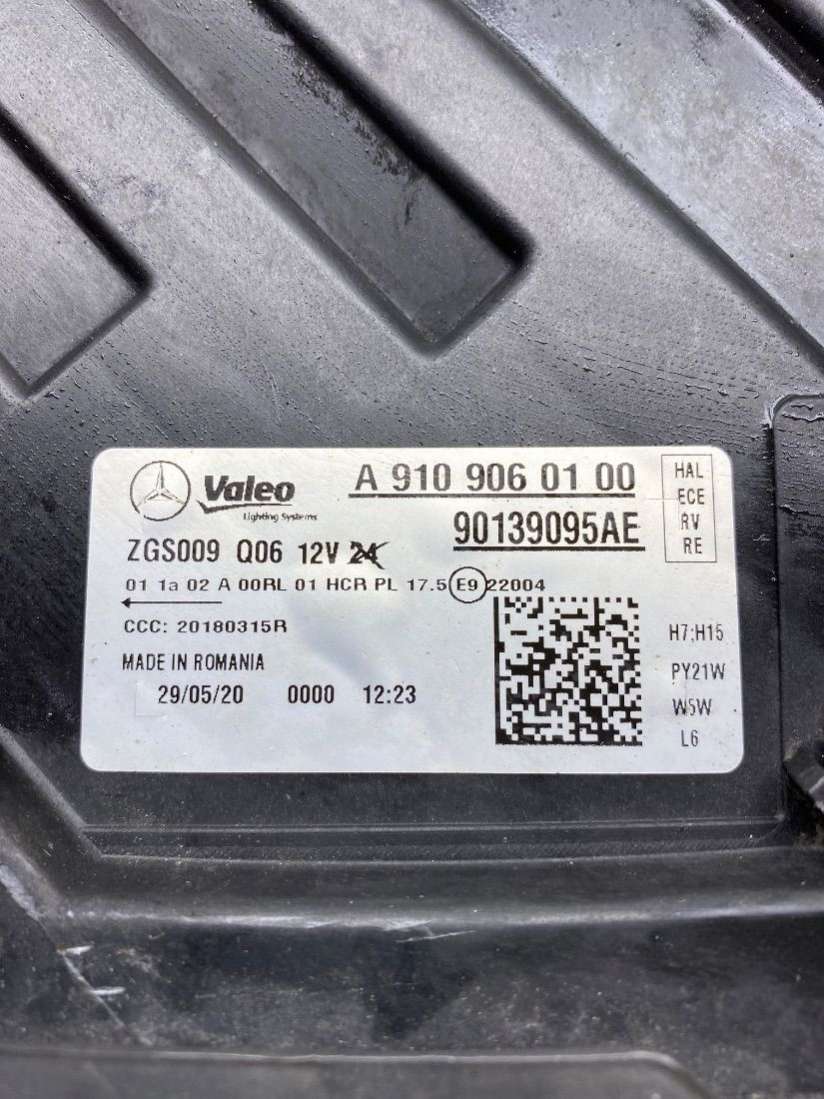 Valeo
Lighting Systems
A 910 906 01 00
90139095AE
HAL
ECE
RV
RE
ZGS009 Q06 12V 24
01 1a 02 A 00RL 01 HCR PL 17.5 E9 22004
CCC: 20180315R
MADE IN ROMANIA
29/05/20 0000 12:23
H7;H15
PY21W
W5W
L6